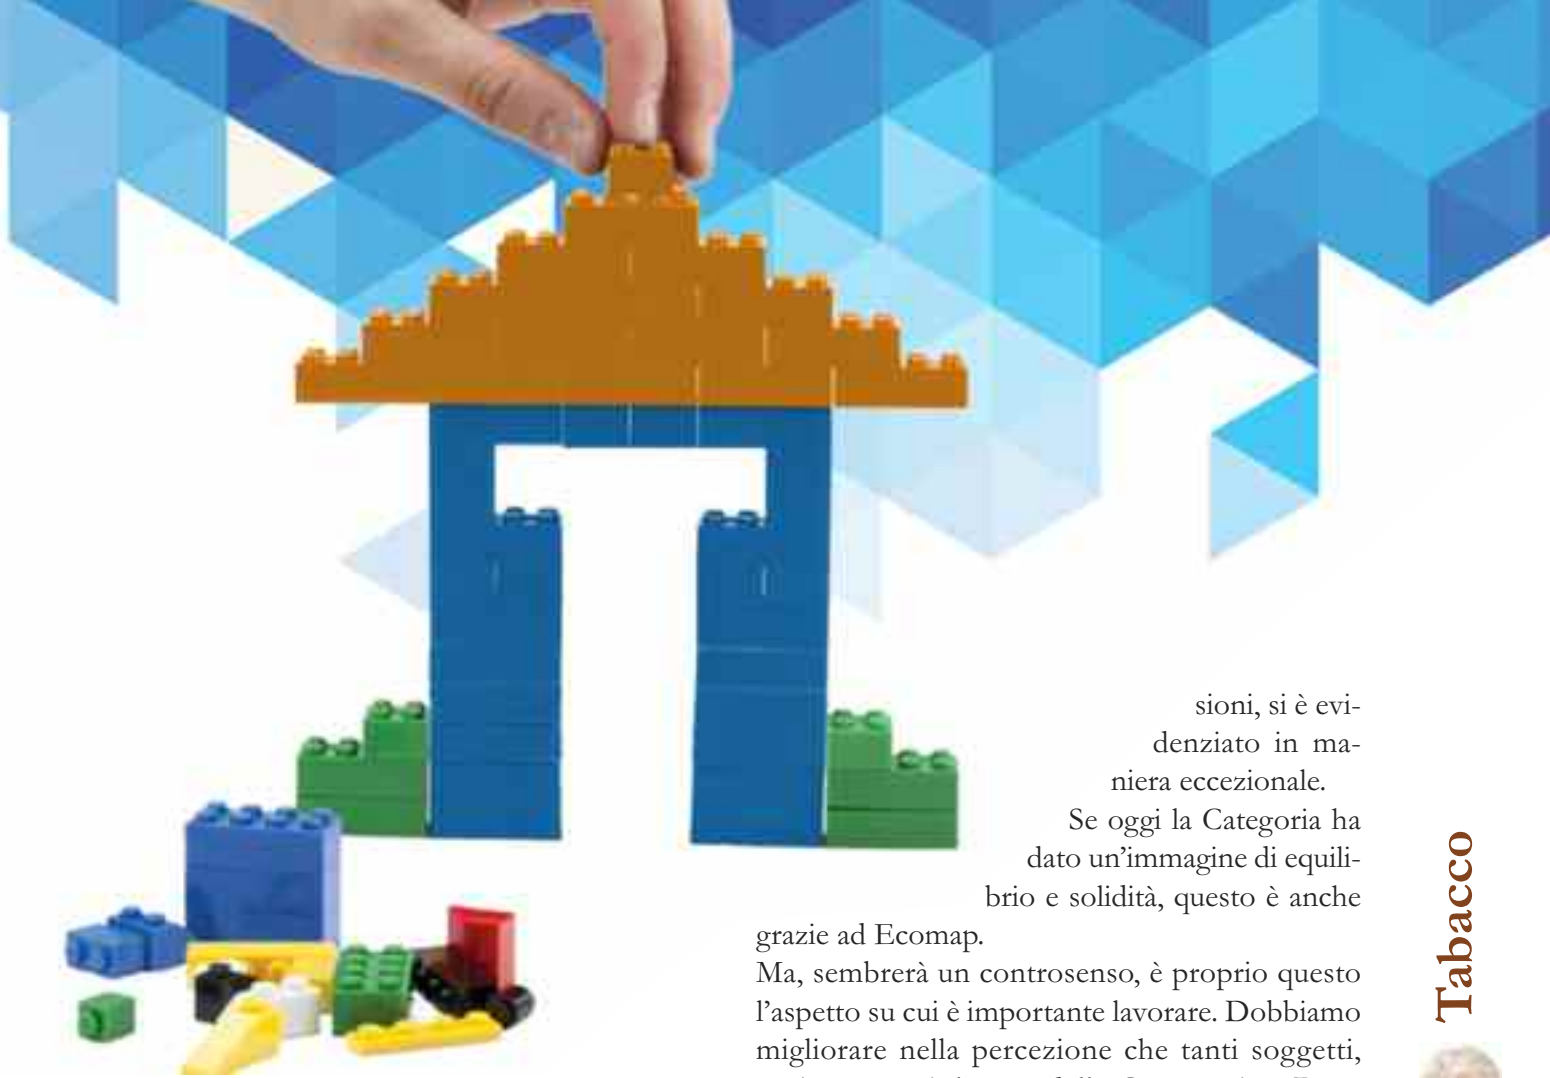 sioni, si è evi-
denziato in ma-
niera eccezionale.
Se oggi la Categoria ha
dato un’immagine di equili-
brio e solidità, questo è anche
grazie ad Ecomap.
Ma, sembrerà un controsenso, è proprio questo
l’aspetto su cui è importante lavorare. Dobbiamo
migliorare nella percezione che tanti soggetti,
Tabacco